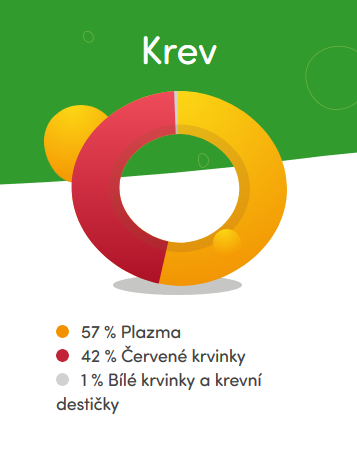 Krev
57 % Plazma
42 % Červené krvinky
1 % Bílé krvinky a krevní
destičky